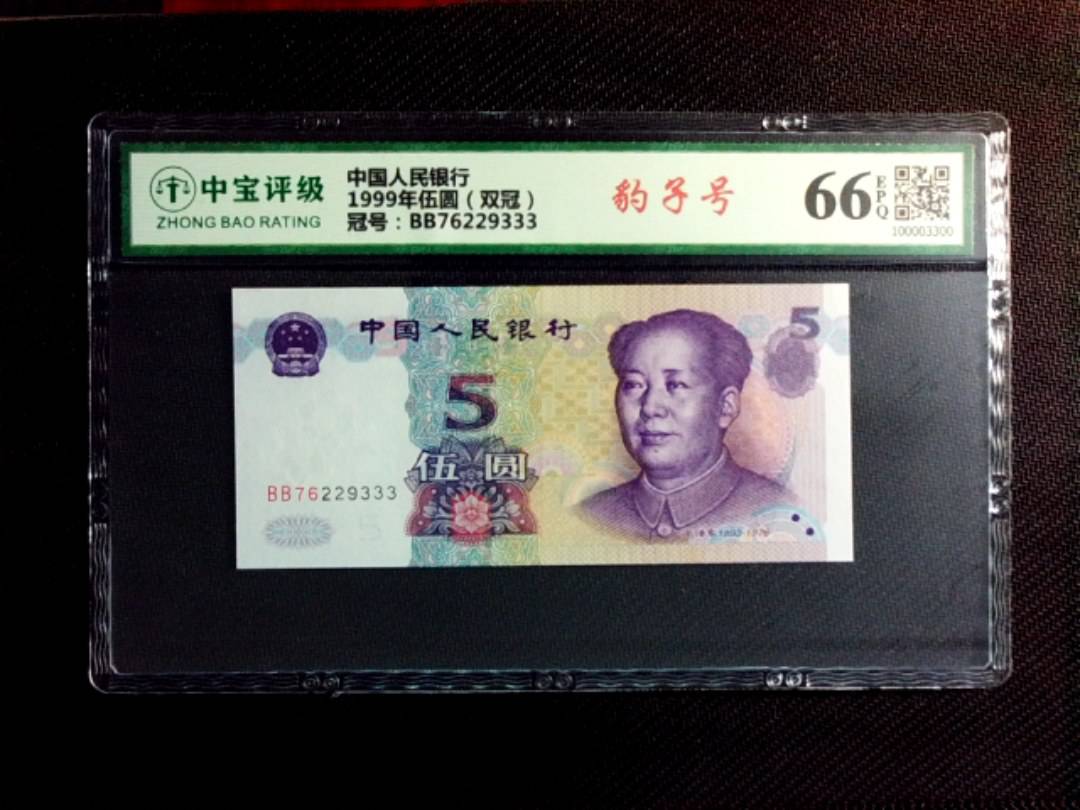 中宝评级
ZHONG BAO RATING
中国人民银行
1999年伍圆（双冠）
冠号：BB76229333
豹子号
66
EPQ
100003300
中国人民银行
5
5
伍圆
BB76229333
1893-1976